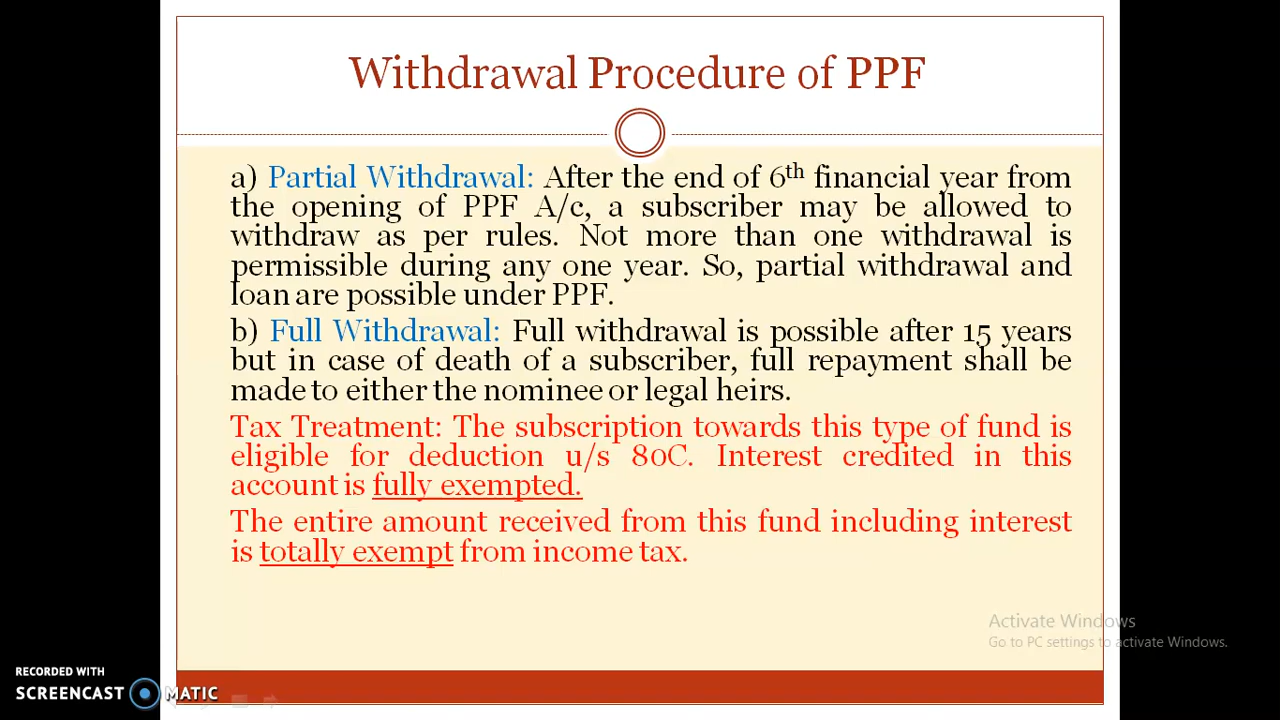 Withdrawal Procedure of PPF
a) Partial Withdrawal: After the end of 6th financial year from
the opening of PPF A/c, a subscriber may be allowed to
withdraw as per rules. Not more than one withdrawal is
permissible during any one year. So, partial withdrawal and
loan are possible under PPF.
b) Full Withdrawal: Full withdrawal is possible after 15 years
but in case of death of a subscriber, full repayment shall be
made to either the nominee or legal heirs.
Tax Treatment: The subscription towards this type of fund is
eligible for deduction u/s 80C. Interest credited in this
account is fully exempted.
The entire amount received from this fund including interest
is totally exempt from income tax.
Activate Windows
Go to PC settings to activate Windows.
RECORDED WITH
SCREENCAST MATIC